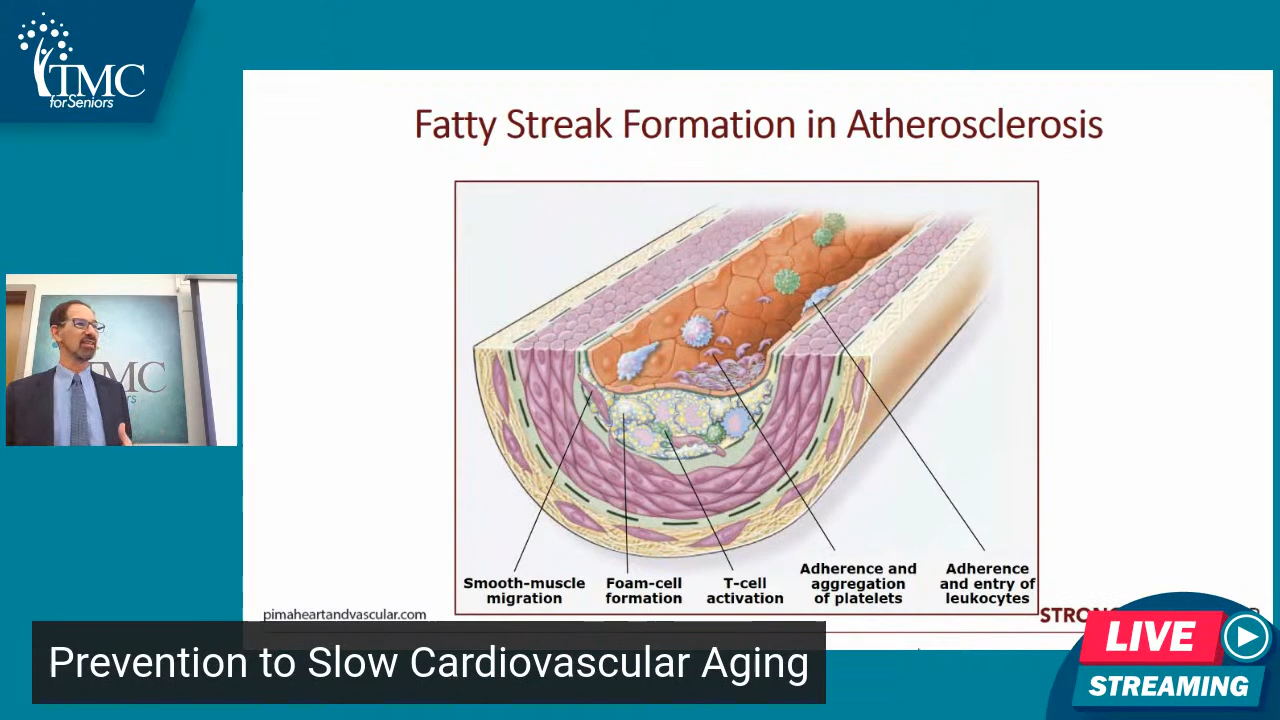 TMC
for Seniors
Fatty Streak Formation in Atherosclerosis
TMC
Smooth-muscle
migration
Foam-cell
formation
T-cell
activation
Adherence and
aggregation
of platelets
Adherence
and entry of
leukocytes
pimaheartandvascular.com
Prevention to Slow Cardiovascular Aging
LIVE
STREAMING